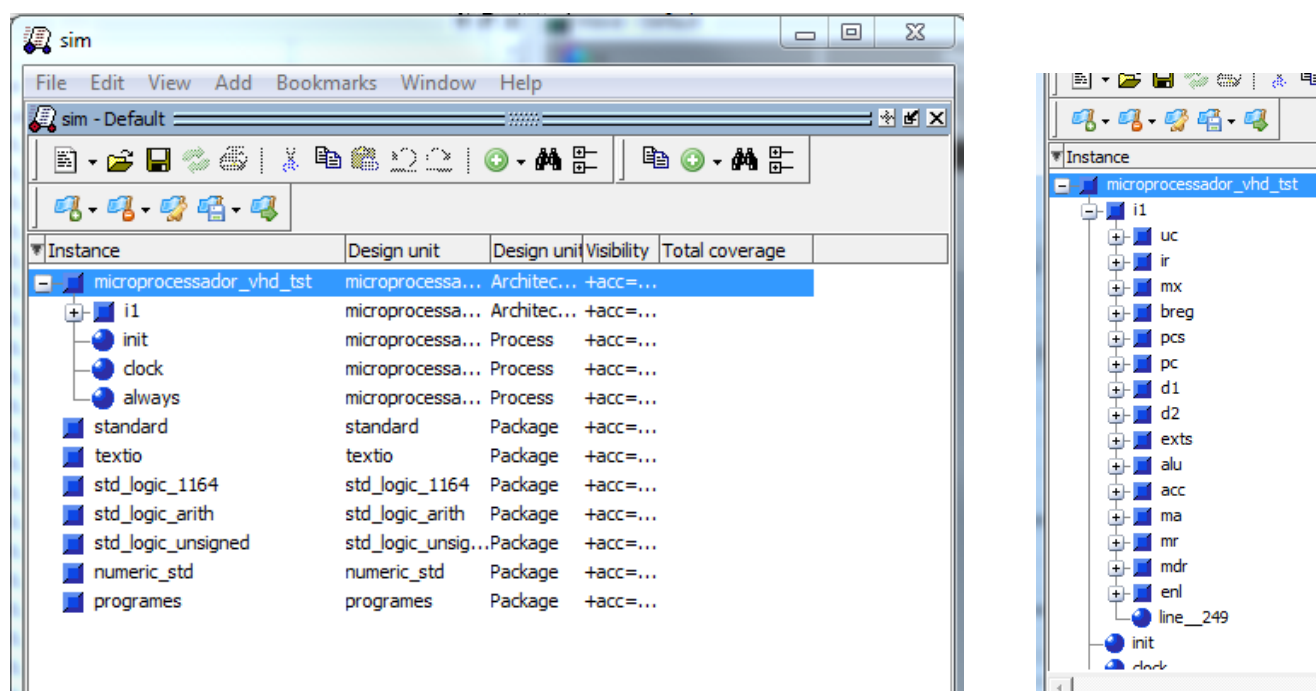 sim
File Edit View Add Bookmarks Window Help
sim - Default
Instance Design unit Design unit Visibility Total coverage
microprocessador_vhd_tst microprocessa... Architec... +acc=...
i1 microprocessa... Architec... +acc=...
init microprocessa... Process +acc=...
clock microprocessa... Process +acc=...
always microprocessa... Process +acc=...
standard standard Package +acc=...
textio textio Package +acc=...
std_logic_1164 std_logic_1164 Package +acc=...
std_logic_arith std_logic_arith Package +acc=...
std_logic_unsigned std_logic_unsig... Package +acc=...
numeric_std numeric_std Package +acc=...
programes programes Package +acc=...
Instance
microprocessador_vhd_tst
i1
uc
ir
mx
breg
pcs
pc
d1
d2
exts
alu
acc
ma
mr
mdr
enl
line__249
init
clock